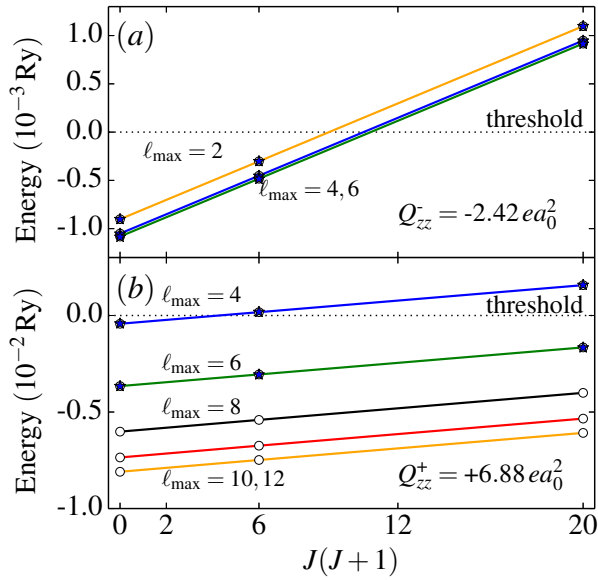 (a)
1.0
0.5
0.0
-0.5
-1.0
Energy (10⁻³ Ry)
threshold
ℓmax = 2
ℓmax = 4,6
Q⁻zz = -2.42 ea₀²
(b)
0.0
-0.5
-1.0
Energy (10⁻² Ry)
ℓmax = 4
threshold
ℓmax = 6
ℓmax = 8
ℓmax = 10,12
Q⁺zz = +6.88 ea₀²
0 2 6 12 20
J(J+1)